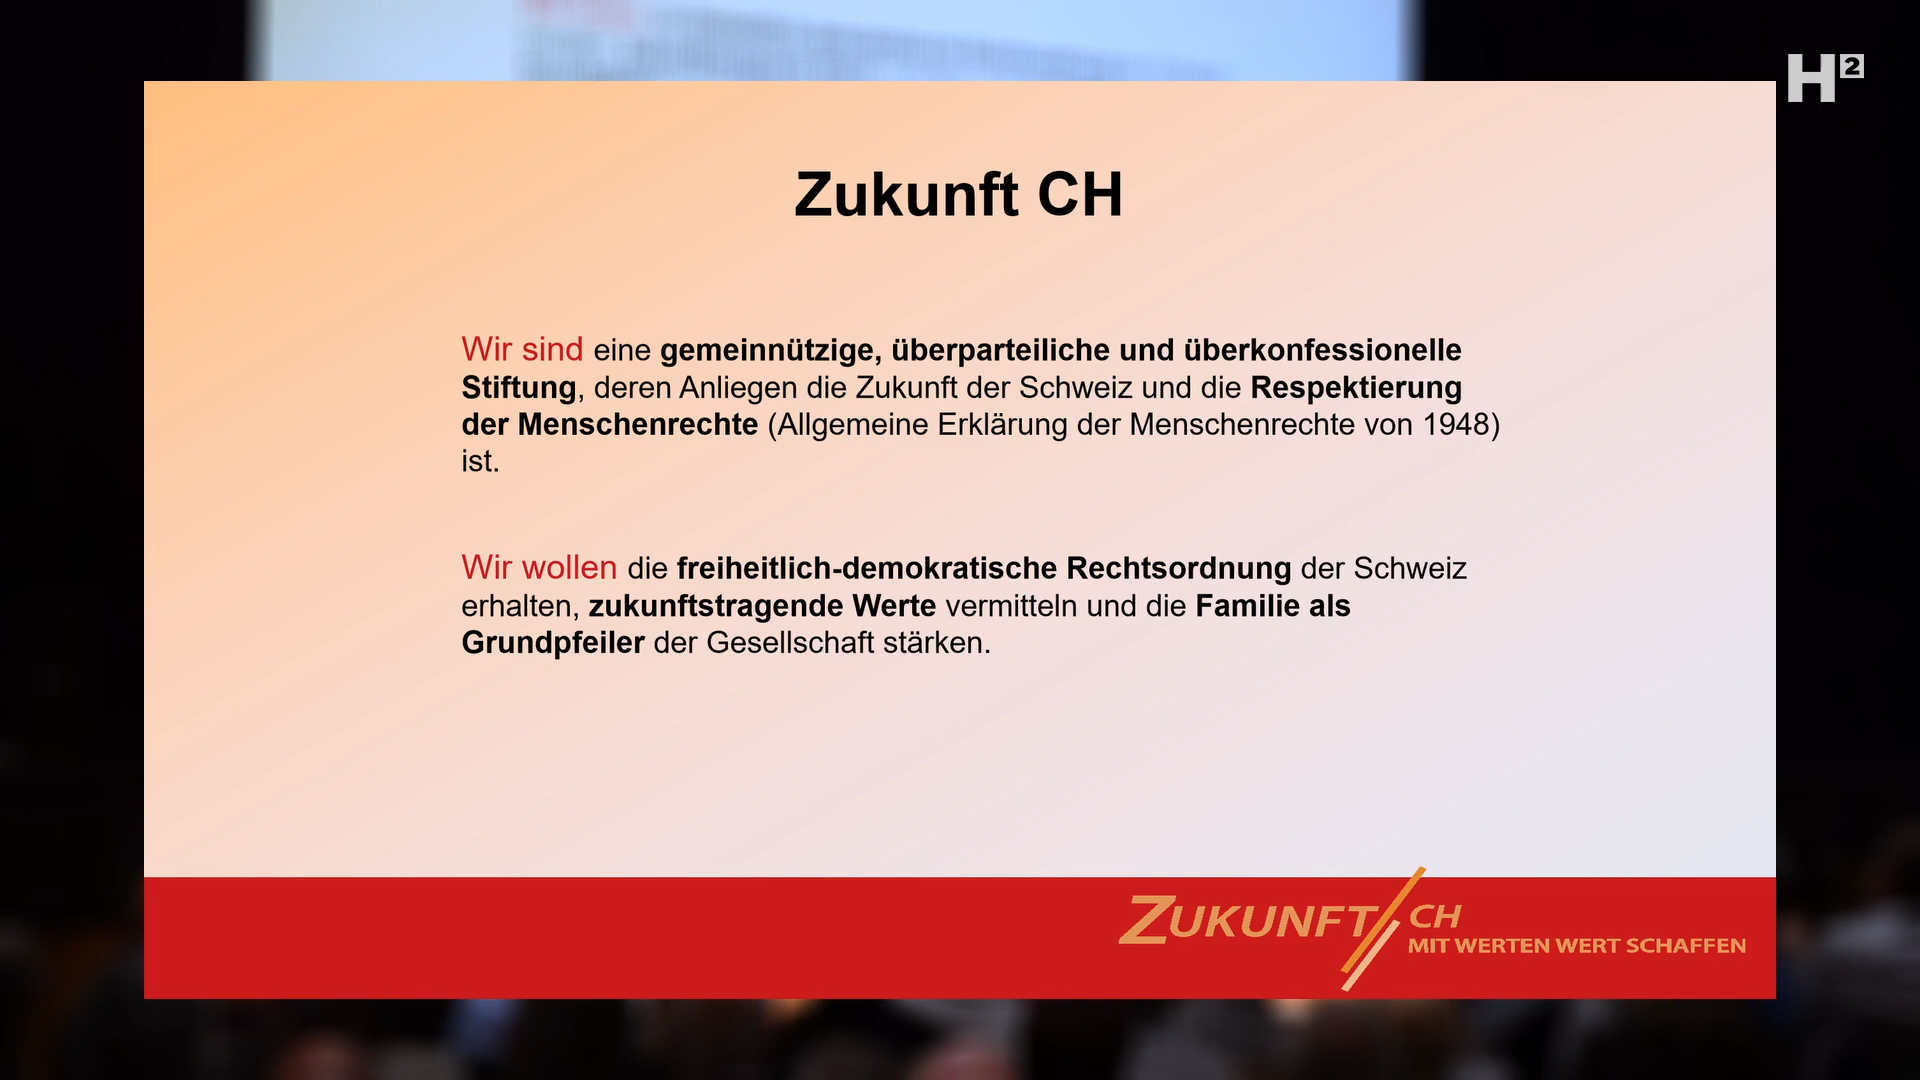 H²
Zukunft CH
Wir sind eine gemeinnützige, überparteiliche und überkonfessionelle
Stiftung, deren Anliegen die Zukunft der Schweiz und die Respektierung
der Menschenrechte (Allgemeine Erklärung der Menschenrechte von 1948)
ist.
Wir wollen die freiheitlich-demokratische Rechtsordnung der Schweiz
erhalten, zukunftstragende Werte vermitteln und die Familie als
Grundpfeiler der Gesellschaft stärken.
ZUKUNFT CH
MIT WERTEN WERT SCHAFFEN